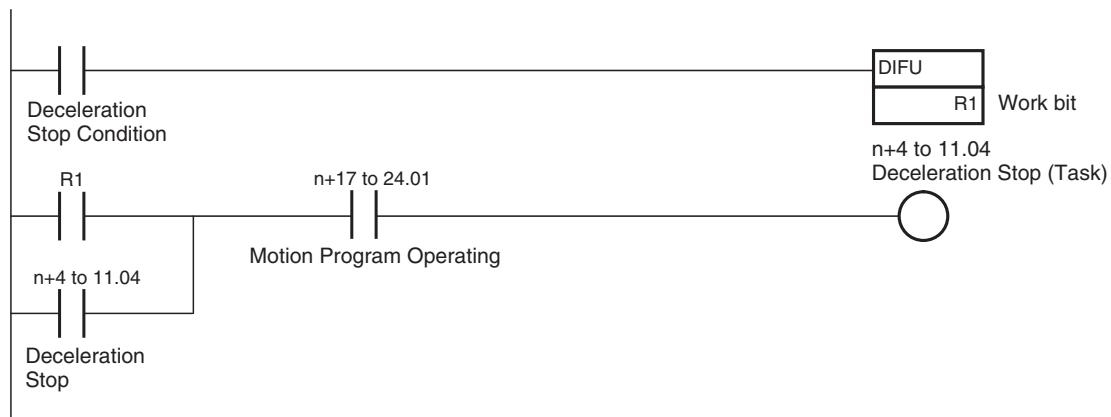 DIFU
Deceleration
Stop Condition
R1 Work bit
n+4 to 11.04
Deceleration Stop (Task)
R1
n+17 to 24.01
Motion Program Operating
n+4 to 11.04
Deceleration
Stop